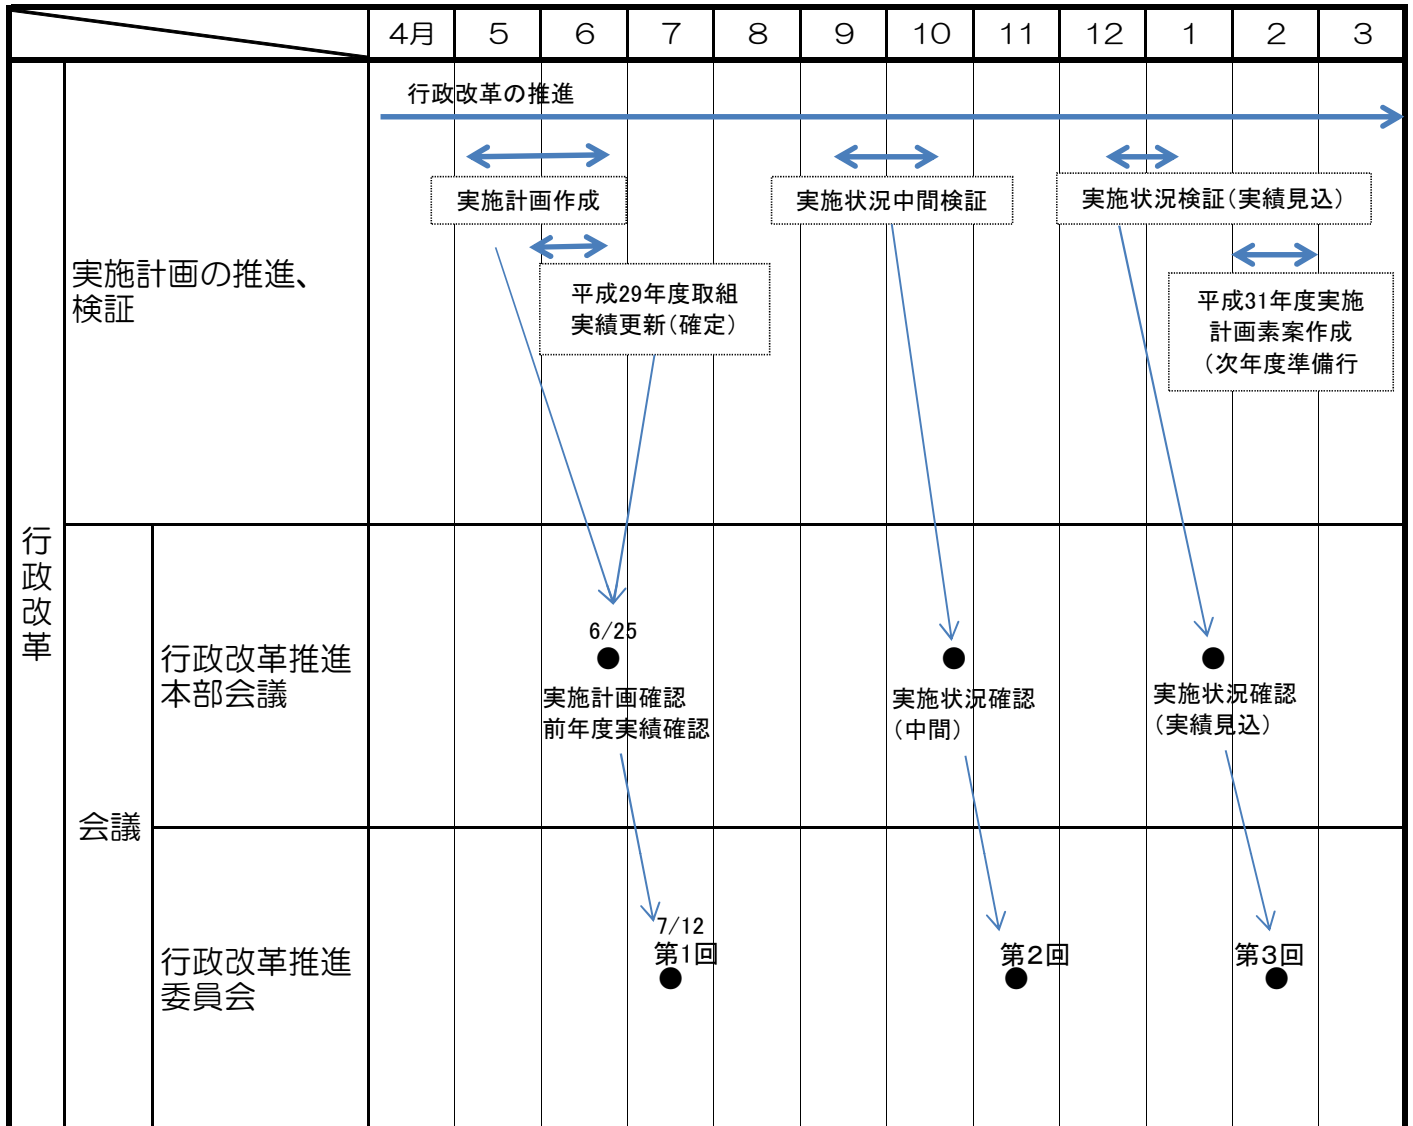 4月 5 6 7 8 9 10 11 12 1 2 3
行政改革
実施計画の推進、
検証
行政改革の推進
実施計画作成
平成29年度取組
実績更新(確定)
実施状況中間検証
実施状況検証(実績見込)
平成31年度実施
計画素案作成
(次年度準備行
会議
行政改革推進
本部会議
6/25
実施計画確認
前年度実績確認
実施状況確認
(中間)
実施状況確認
(実績見込)
行政改革推進
委員会
7/12
第1回
第2回
第3回